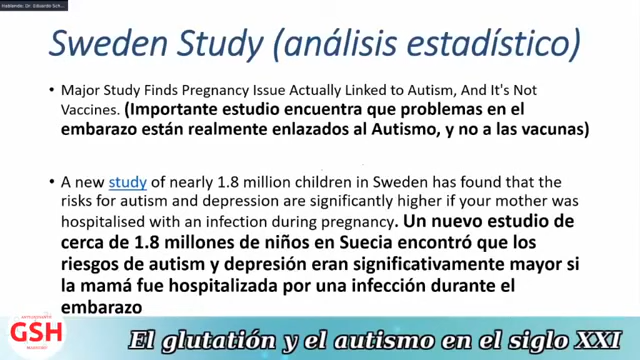 hablando: Dr. Eduardo Sch...
Sweden Study (análisis estadístico)
• Major Study Finds Pregnancy Issue Actually Linked to Autism, And It's Not
Vaccines. (Importante estudio encuentra que problemas en el
embarazo están realmente enlazados al Autismo, y no a las vacunas)
• A new study of nearly 1.8 million children in Sweden has found that the
risks for autism and depression are significantly higher if your mother was
hospitalised with an infection during pregnancy. Un nuevo estudio de
cerca de 1.8 millones de niños en Suecia encontró que los
riesgos de autism y depresión eran significativamente mayor si
la mamá fue hospitalizada por una infección durante el
embarazo
GSH
El glutatión y el autismo en el siglo XXI